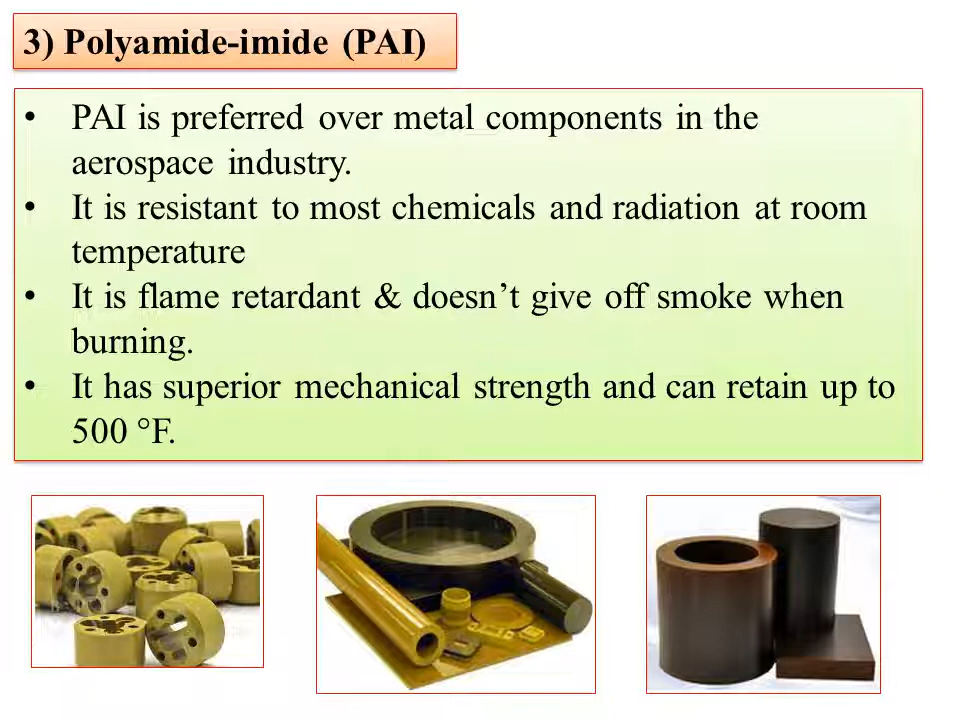 3) Polyamide-imide (PAI)
• PAI is preferred over metal components in the
aerospace industry.
• It is resistant to most chemicals and radiation at room
temperature
• It is flame retardant & doesn’t give off smoke when
burning.
• It has superior mechanical strength and can retain up to
500 °F.